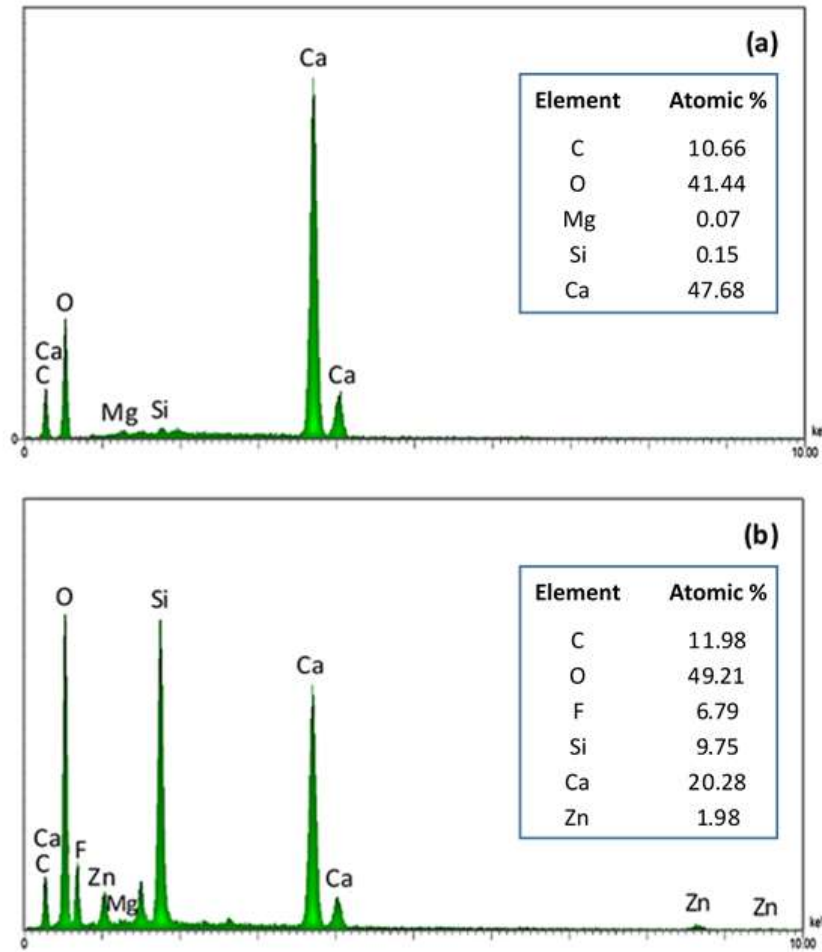 (a)
Element Atomic %
C 10.66
O 41.44
Mg 0.07
Si 0.15
Ca 47.68
Ca
O
Ca
C
Mg Si
Ca
0
0 10.00
(b)
Element Atomic %
C 11.98
O 49.21
F 6.79
Si 9.75
Ca 20.28
Zn 1.98
O Si
Ca
Ca
C
F
Zn
Mg
Ca
Zn Zn
0 10.00